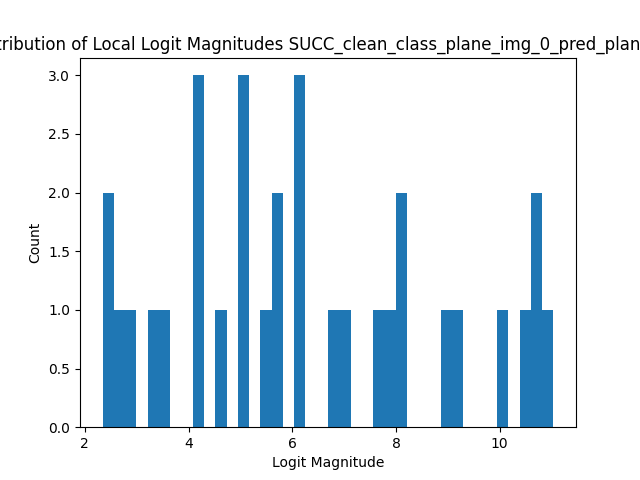 tribution of Local Logit Magnitudes SUCC_clean_class_plane_img_0_pred_plan
3.0
2.5
2.0
1.5
1.0
0.5
0.0
Count
2 4 6 8 10
Logit Magnitude